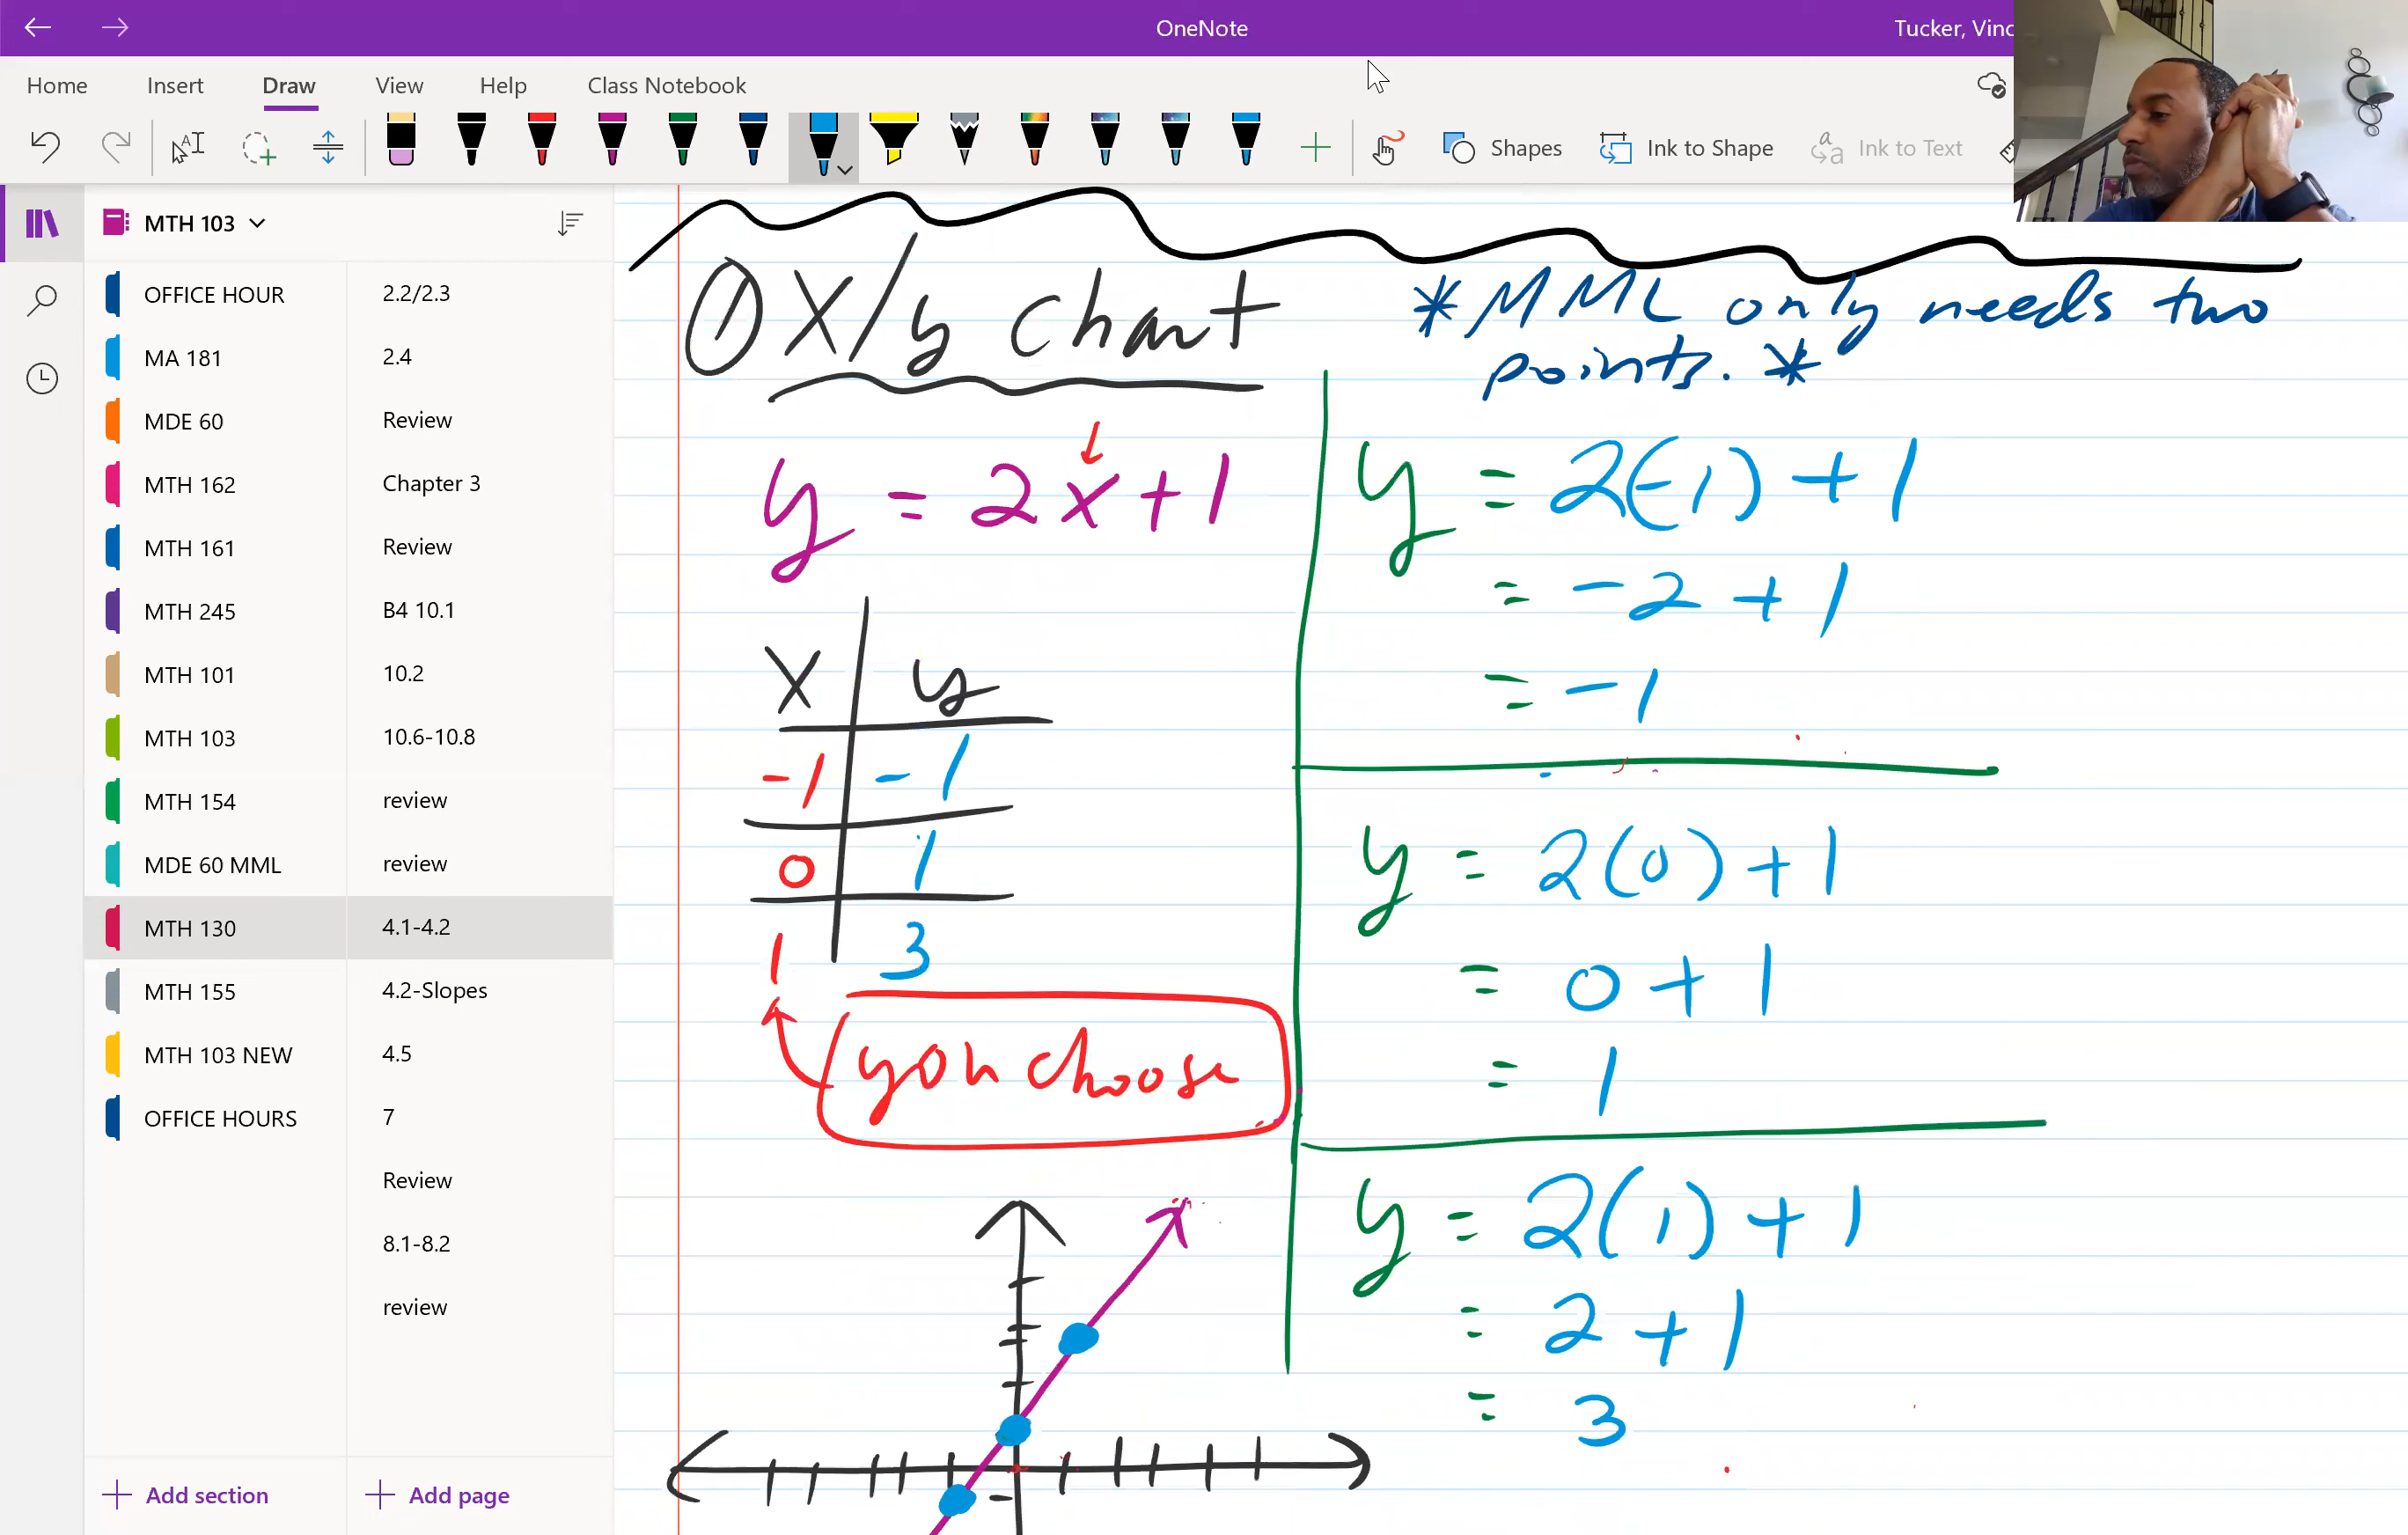 OneNote
Tucker, Vinc
Home Insert Draw View Help Class Notebook
Shapes Ink to Shape Ink to Text
MTH 103
OFFICE HOUR
MA 181
MDE 60
MTH 162
MTH 161
MTH 245
MTH 101
MTH 103
MTH 154
MDE 60 MML
MTH 130
MTH 155
MTH 103 NEW
OFFICE HOURS
Add section
2.2/2.3
2.4
Review
Chapter 3
Review
B4 10.1
10.2
10.6-10.8
review
review
4.1-4.2
4.2-Slopes
4.5
7
Review
8.1-8.2
review
Add page
① X/y Chart
* MML only needs two
points. *
y = 2x+1
X y
-1 -1
0 1
1 3
you choose
y = 2(-1) + 1
= -2 + 1
= -1
y = 2(0) + 1
= 0 + 1
= 1
y = 2(1) + 1
= 2 + 1
= 3